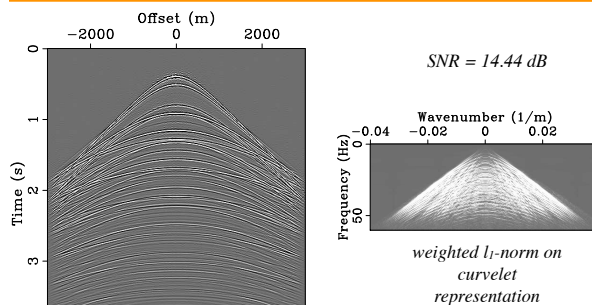 Offset (m)
−2000 0 2000
0
1
2
3
Time (s)
SNR = 14.44 dB
Wavenumber (1/m)
−0.04 −0.02 0 0.02
0
50
Frequency (Hz)
weighted l1-norm on
curvelet
representation